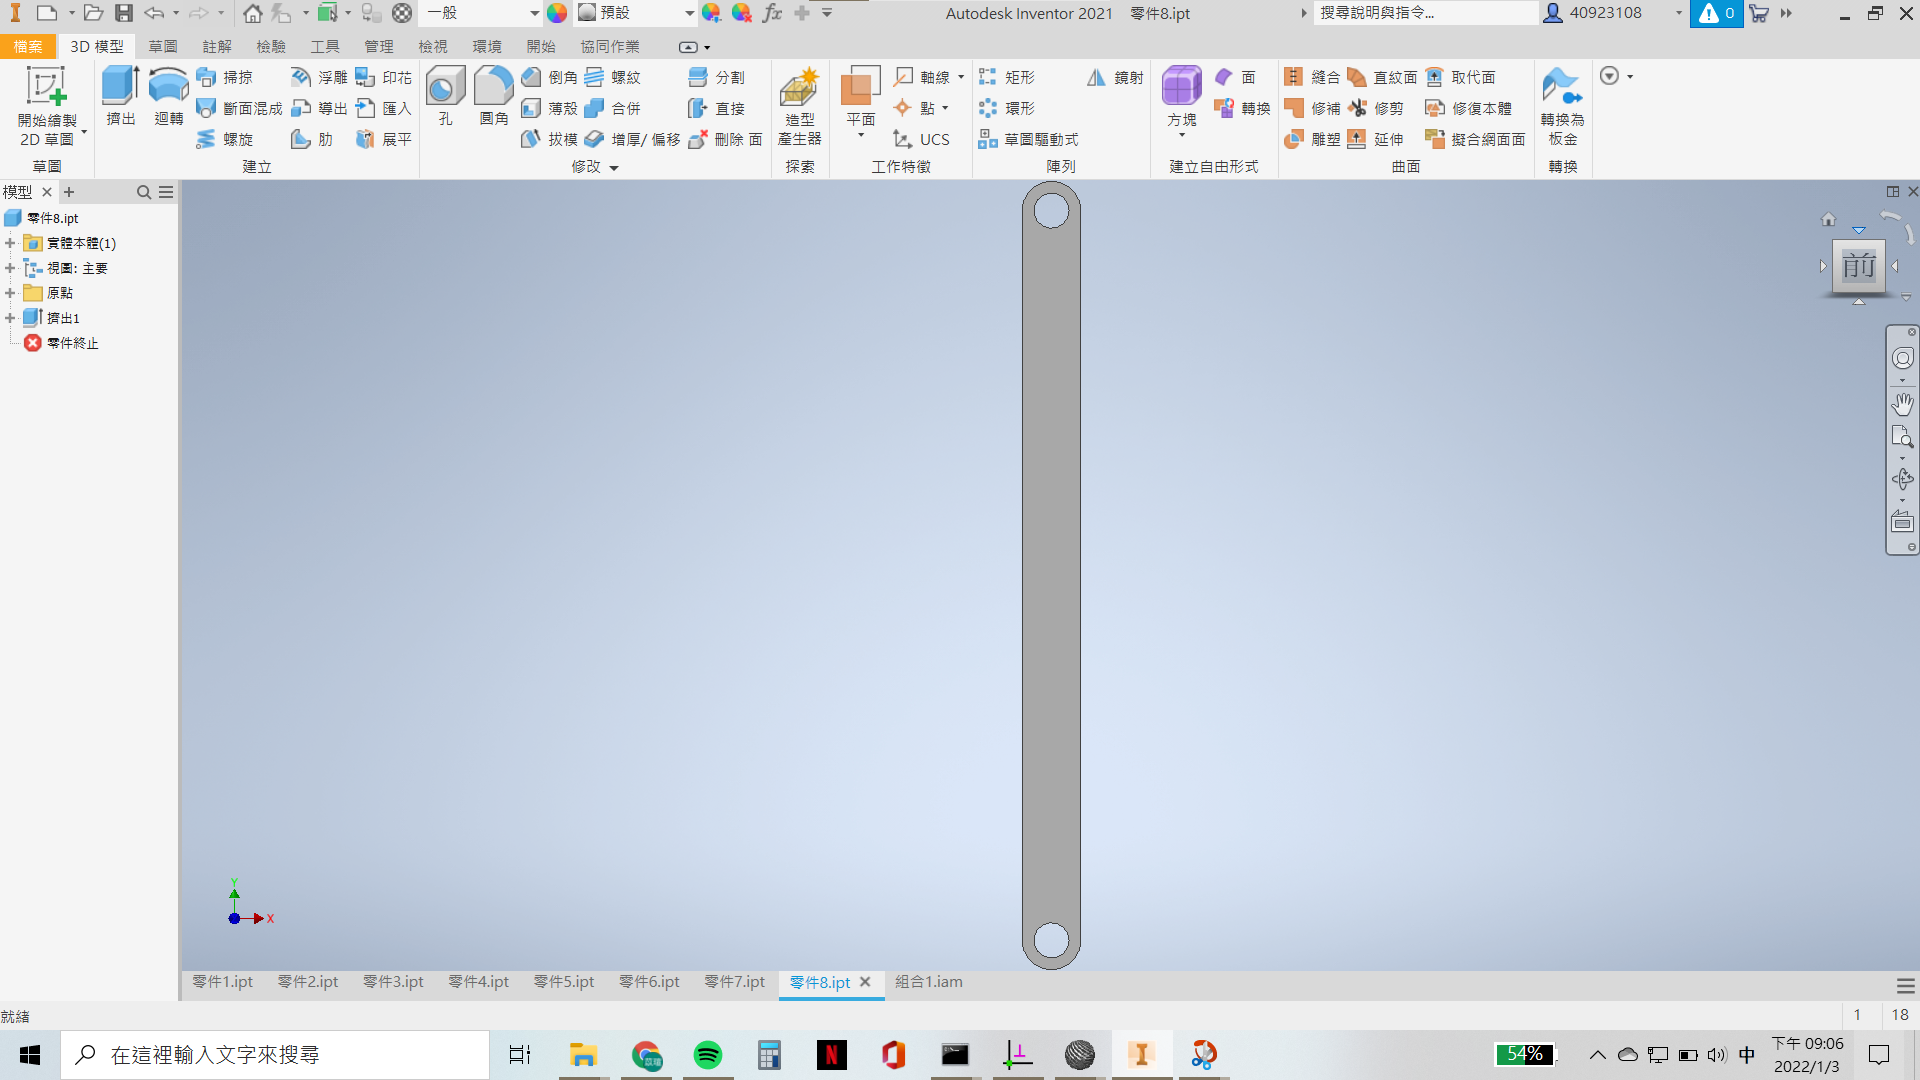 一般 預設 fx Autodesk Inventor 2021 零件8.ipt 搜尋說明與指令... 40923108 0
檔案 3D 模型 草圖 註解 檢驗 工具 管理 檢視 環境 開始 協同作業
開始繪製
2D 草圖
草圖
擠出 迴轉
掃掠 浮雕 印花
斷面混成 導出 匯入
螺旋 肋 展平
建立
孔 圓角
倒角 螺紋 分割
薄殼 合併 直接
拔模 增厚/ 偏移 刪除 面
修改
造型
產生器
探索
平面
軸線
點
UCS
工作特徵
矩形 鏡射
環形
草圖驅動式
陣列
方塊
面
轉換
建立自由形式
縫合 直紋面 取代面
修補 修剪 修復本體
雕塑 延伸 擬合網面面
曲面
轉換為
板金
轉換
模型
零件8.ipt
實體本體(1)
視圖: 主要
原點
擠出1
零件終止
前
Y
X
零件1.ipt 零件2.ipt 零件3.ipt 零件4.ipt 零件5.ipt 零件6.ipt 零件7.ipt 零件8.ipt 組合1.iam
就緒 1 18
在這裡輸入文字來搜尋
54%
中
下午 09:06
2022/1/3